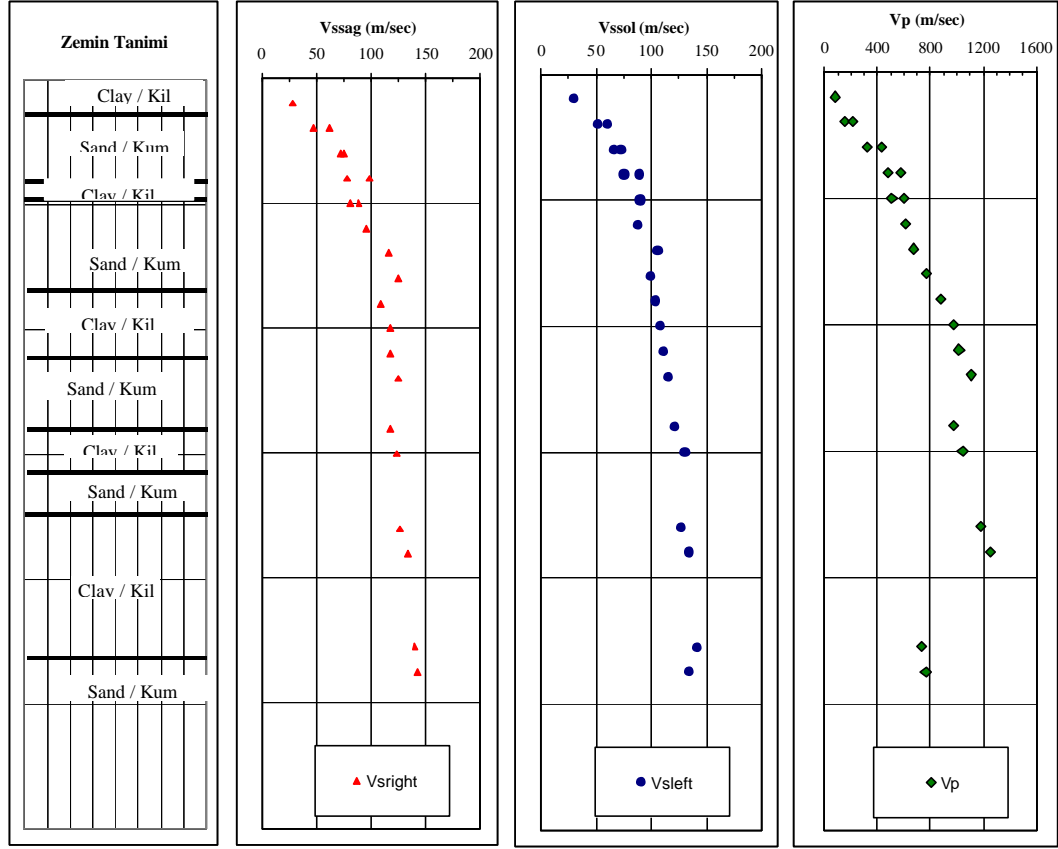 Zemin Tanimi
Clay / Kil
Sand / Kum
Clay / Kil
Sand / Kum
Clay / Kil
Sand / Kum
Clay / Kil
Sand / Kum
Clay / Kil
Sand / Kum
Vssag (m/sec)
0 50 100 150 200
Vsright
Vssol (m/sec)
0 50 100 150 200
Vsleft
Vp (m/sec)
0 400 800 1200 1600
Vp